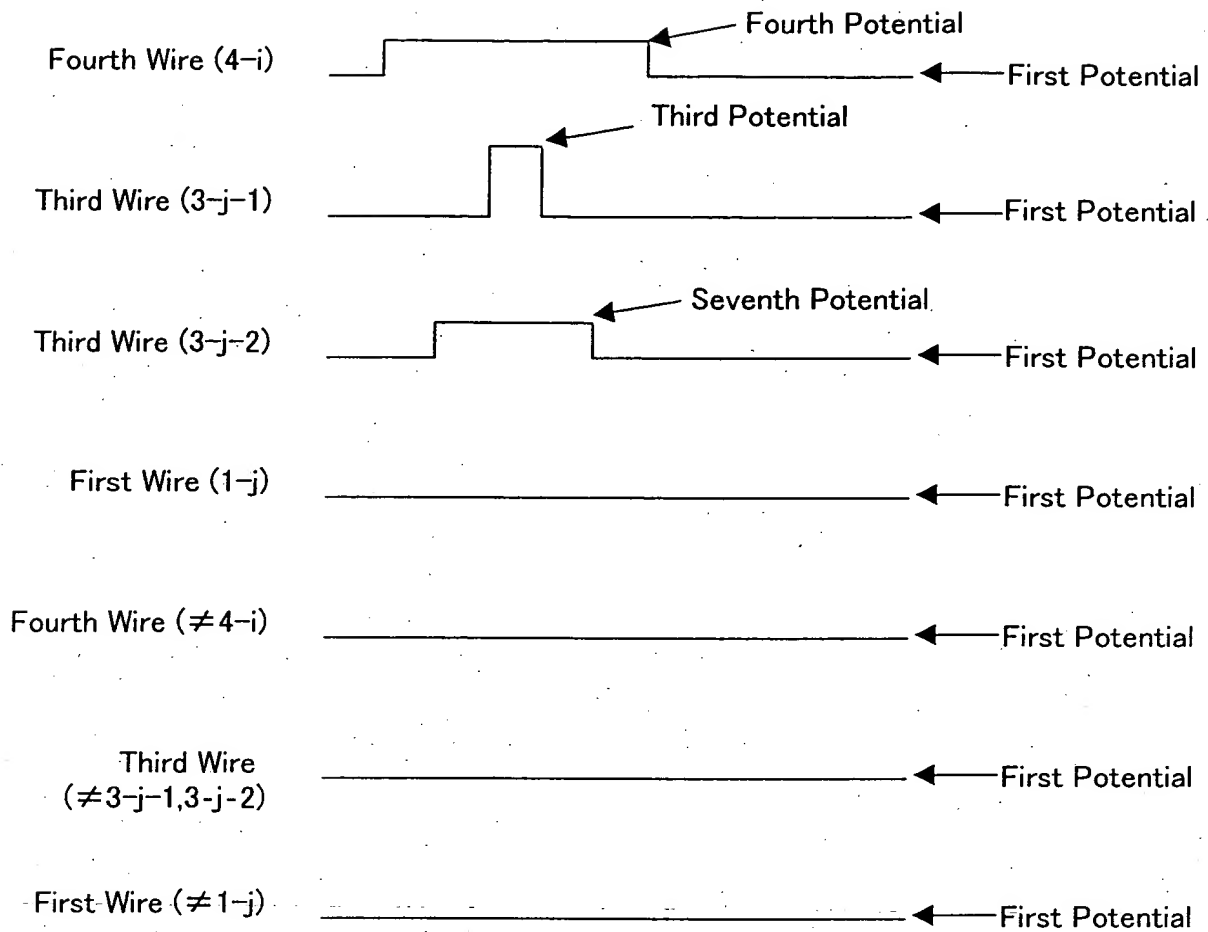 Fourth Potential
Fourth Wire (4-i)
First Potential
Third Potential
Third Wire (3-j-1)
First Potential
Seventh Potential
Third Wire (3-j-2)
First Potential
First Wire (1-j)
First Potential
Fourth Wire (≠4-i)
First Potential
Third Wire
(≠3-j-1,3-j-2)
First Potential
First Wire (≠1-j)
First Potential